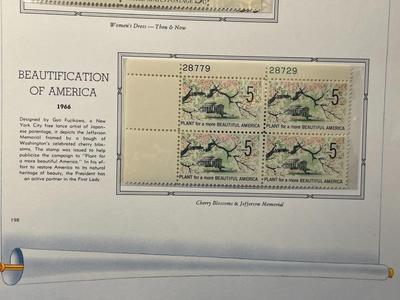 Women's Dress — Then & Now
BEAUTIFICATION
OF AMERICA
1966
Designed by Gyo Fujikawa, a New
York City free lance artist of Japan-
ese parentage, it depicts the Jefferson
Memorial framed by a bough of
Washington's celebrated cherry blos-
soms. The stamp was issued to help
publicize the campaign to "Plant for
a more beautiful America." In his ef-
fort to restore America to its natural
heritage of beauty, the President has
an active partner in the First Lady
28779 28729
5¢ 5¢
PLANT for a more BEAUTIFUL AMERICA PLANT for a more BEAUTIFUL AMERICA
5¢ 5¢
PLANT for a more BEAUTIFUL AMERICA PLANT for a more BEAUTIFUL AMERICA
Cherry Blossoms & Jefferson Memorial
198